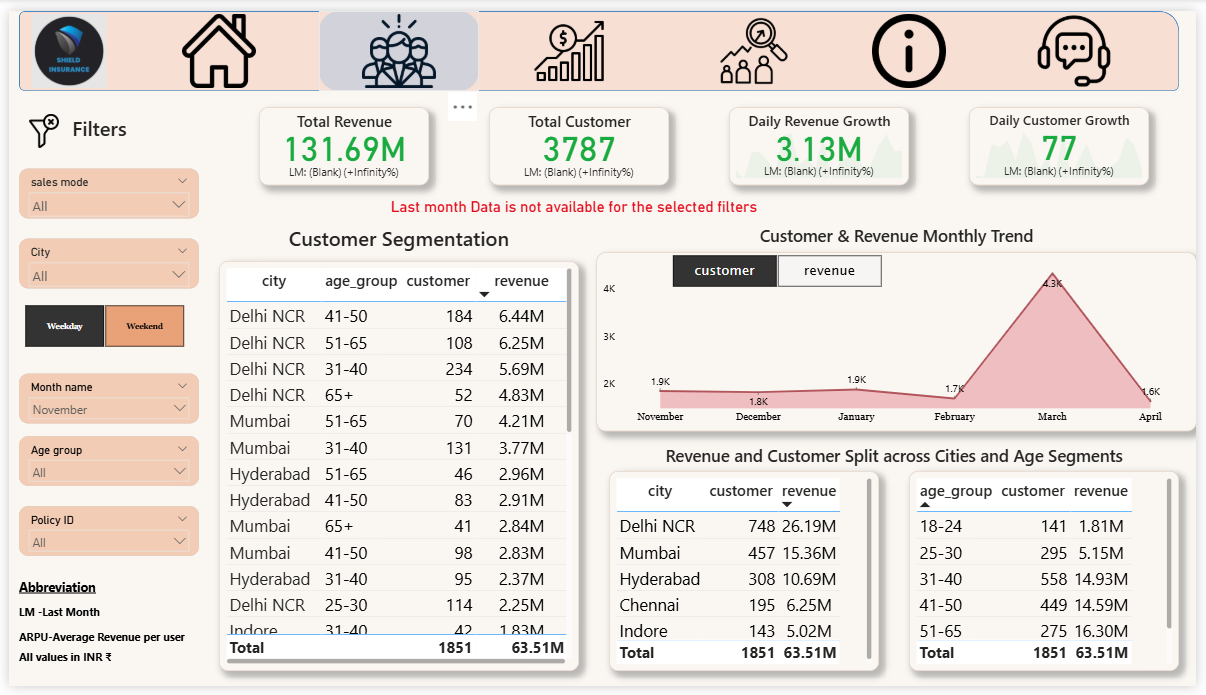 SHIELD
INSURANCE
Filters
sales mode
All
City
All
Weekday Weekend
Month name
November
Age group
All
Policy ID
All
Abbreviation
LM -Last Month
ARPU-Average Revenue per user
All values in INR ₹
Total Revenue
131.69M
LM: (Blank) (+Infinity%)
Total Customer
3787
LM: (Blank) (+Infinity%)
Daily Revenue Growth
3.13M
LM: (Blank) (+Infinity%)
Daily Customer Growth
77
LM: (Blank) (+Infinity%)
Last month Data is not available for the selected filters
Customer Segmentation
city age_group customer revenue
Delhi NCR 41-50 184 6.44M
Delhi NCR 51-65 108 6.25M
Delhi NCR 31-40 234 5.69M
Delhi NCR 65+ 52 4.83M
Mumbai 51-65 70 4.21M
Mumbai 31-40 131 3.77M
Hyderabad 51-65 46 2.96M
Hyderabad 41-50 83 2.91M
Mumbai 65+ 41 2.84M
Mumbai 41-50 98 2.83M
Hyderabad 31-40 95 2.37M
Delhi NCR 25-30 114 2.25M
Indore 31-40 42 1.83M
Total 1851 63.51M
Customer & Revenue Monthly Trend
customer revenue
4K
3K
2K
1.9K
1.8K
1.9K
1.7K
4.3K
1.6K
November December January February March April
Revenue and Customer Split across Cities and Age Segments
city customer revenue
Delhi NCR 748 26.19M
Mumbai 457 15.36M
Hyderabad 308 10.69M
Chennai 195 6.25M
Indore 143 5.02M
Total 1851 63.51M
age_group customer revenue
18-24 141 1.81M
25-30 295 5.15M
31-40 558 14.93M
41-50 449 14.59M
51-65 275 16.30M
Total 1851 63.51M